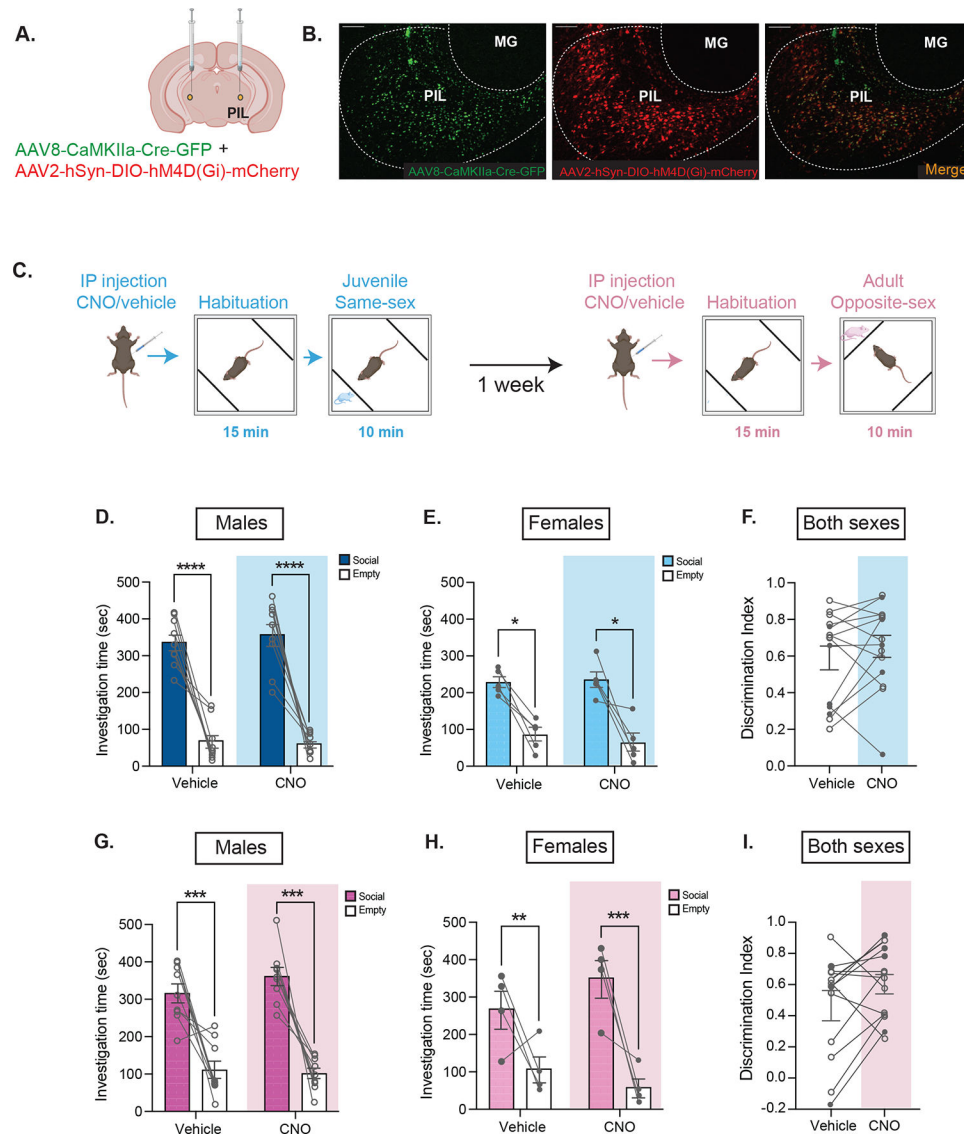 A.
PIL
AAV8-CaMKIIa-Cre-GFP +
AAV2-hSyn-DIO-hM4D(Gi)-mCherry
B.
MG
PIL
AAV8-CaMKIIa-Cre-GFP
MG
PIL
AAV2-hSyn-DIO-hM4D(Gi)-mCherry
MG
PIL
Merge
C.
IP injection
CNO/vehicle
Habituation
15 min
Juvenile
Same-sex
10 min
1 week
IP injection
CNO/vehicle
Habituation
15 min
Adult
Opposite-sex
10 min
D.
Males
Social
Empty
Investigation time (sec)
500
400
300
200
100
0
****
****
Vehicle
CNO
E.
Females
Social
Empty
Investigation time (sec)
500
400
300
200
100
0
*
*
Vehicle
CNO
F.
Both sexes
Discrimination Index
1.0
0.8
0.6
0.4
0.2
0.0
Vehicle
CNO
G.
Males
Social
Empty
Investigation time (sec)
500
400
300
200
100
0
***
***
Vehicle
CNO
H.
Females
Social
Empty
Investigation time (sec)
500
400
300
200
100
0
**
***
Vehicle
CNO
I.
Both sexes
Discrimination Index
1.0
0.8
0.6
0.4
0.2
0.0
-0.2
Vehicle
CNO